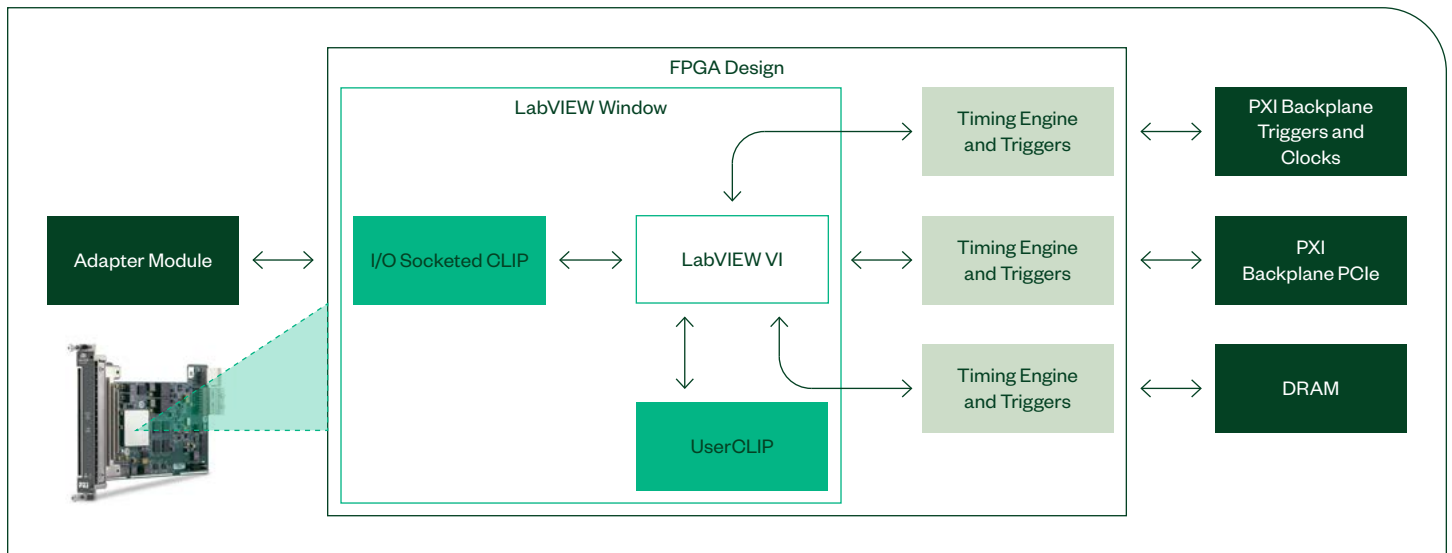 FPGA Design
LabVIEW Window
Timing Engine
and Triggers
PXI Backplane
Triggers and
Clocks
Adapter Module
I/O Socketed CLIP
LabVIEW VI
Timing Engine
and Triggers
PXI
Backplane PCIe
Timing Engine
and Triggers
DRAM
UserCLIP